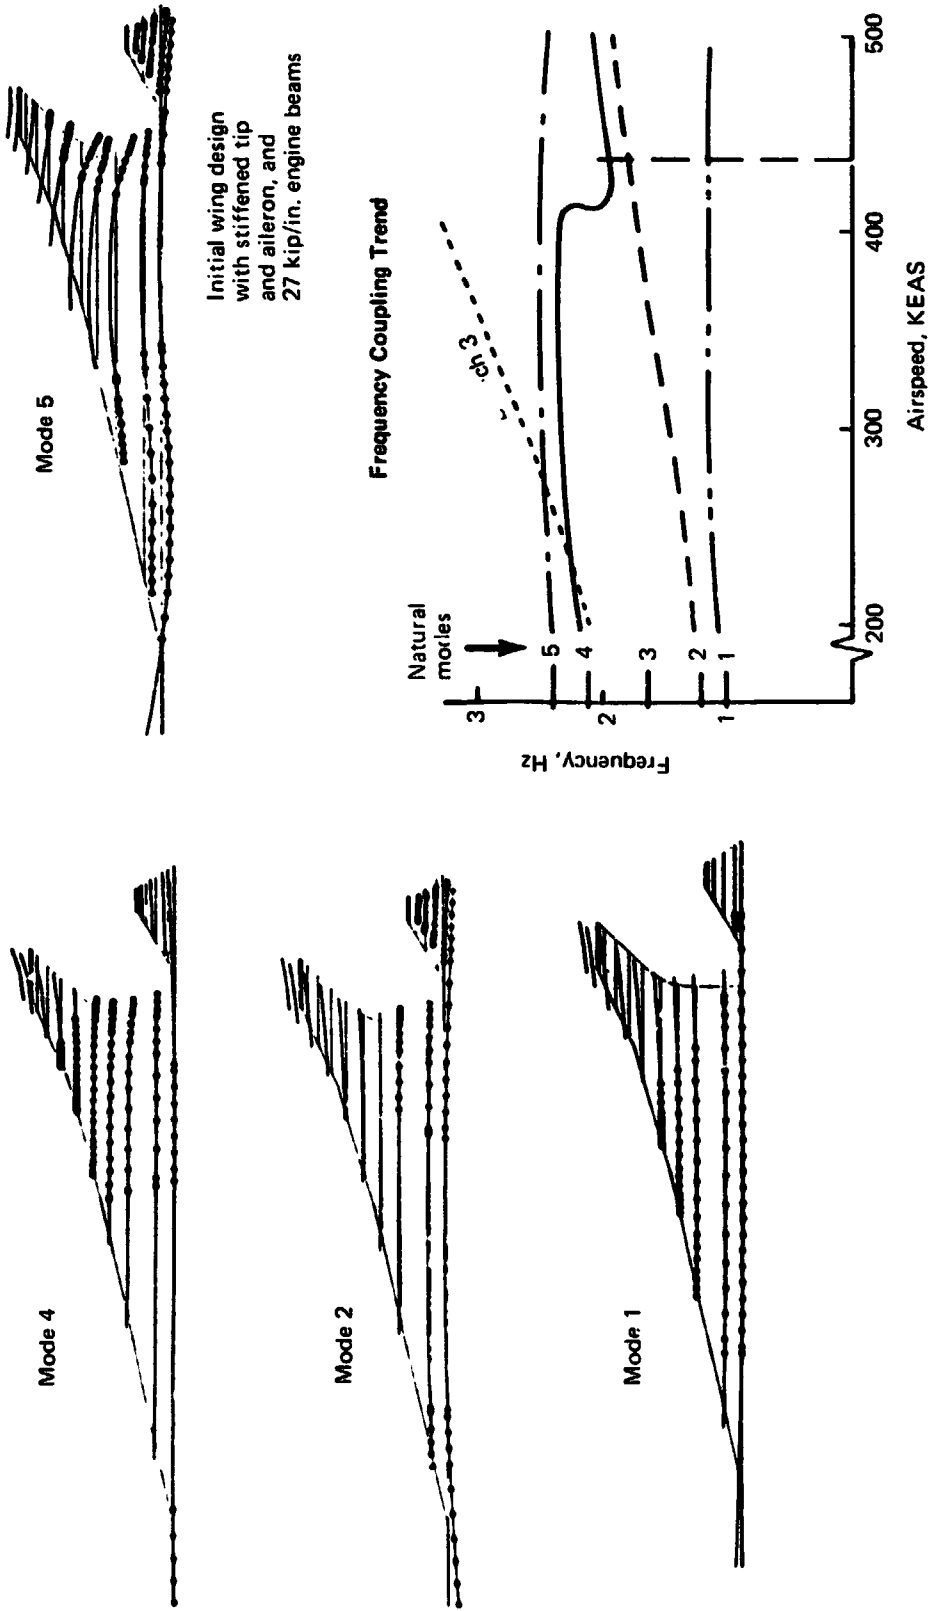 Mode 4
Mode 2
Mode 1
Mode 5
Initial wing design
with stiffened tip
and aileron, and
27 kip/in. engine beams
Frequency Coupling Trend
Natural
modes
Frequency, Hz
3
2
1
5
4
3
2
1
ch 3
200
300
400
500
Airspeed, KEAS